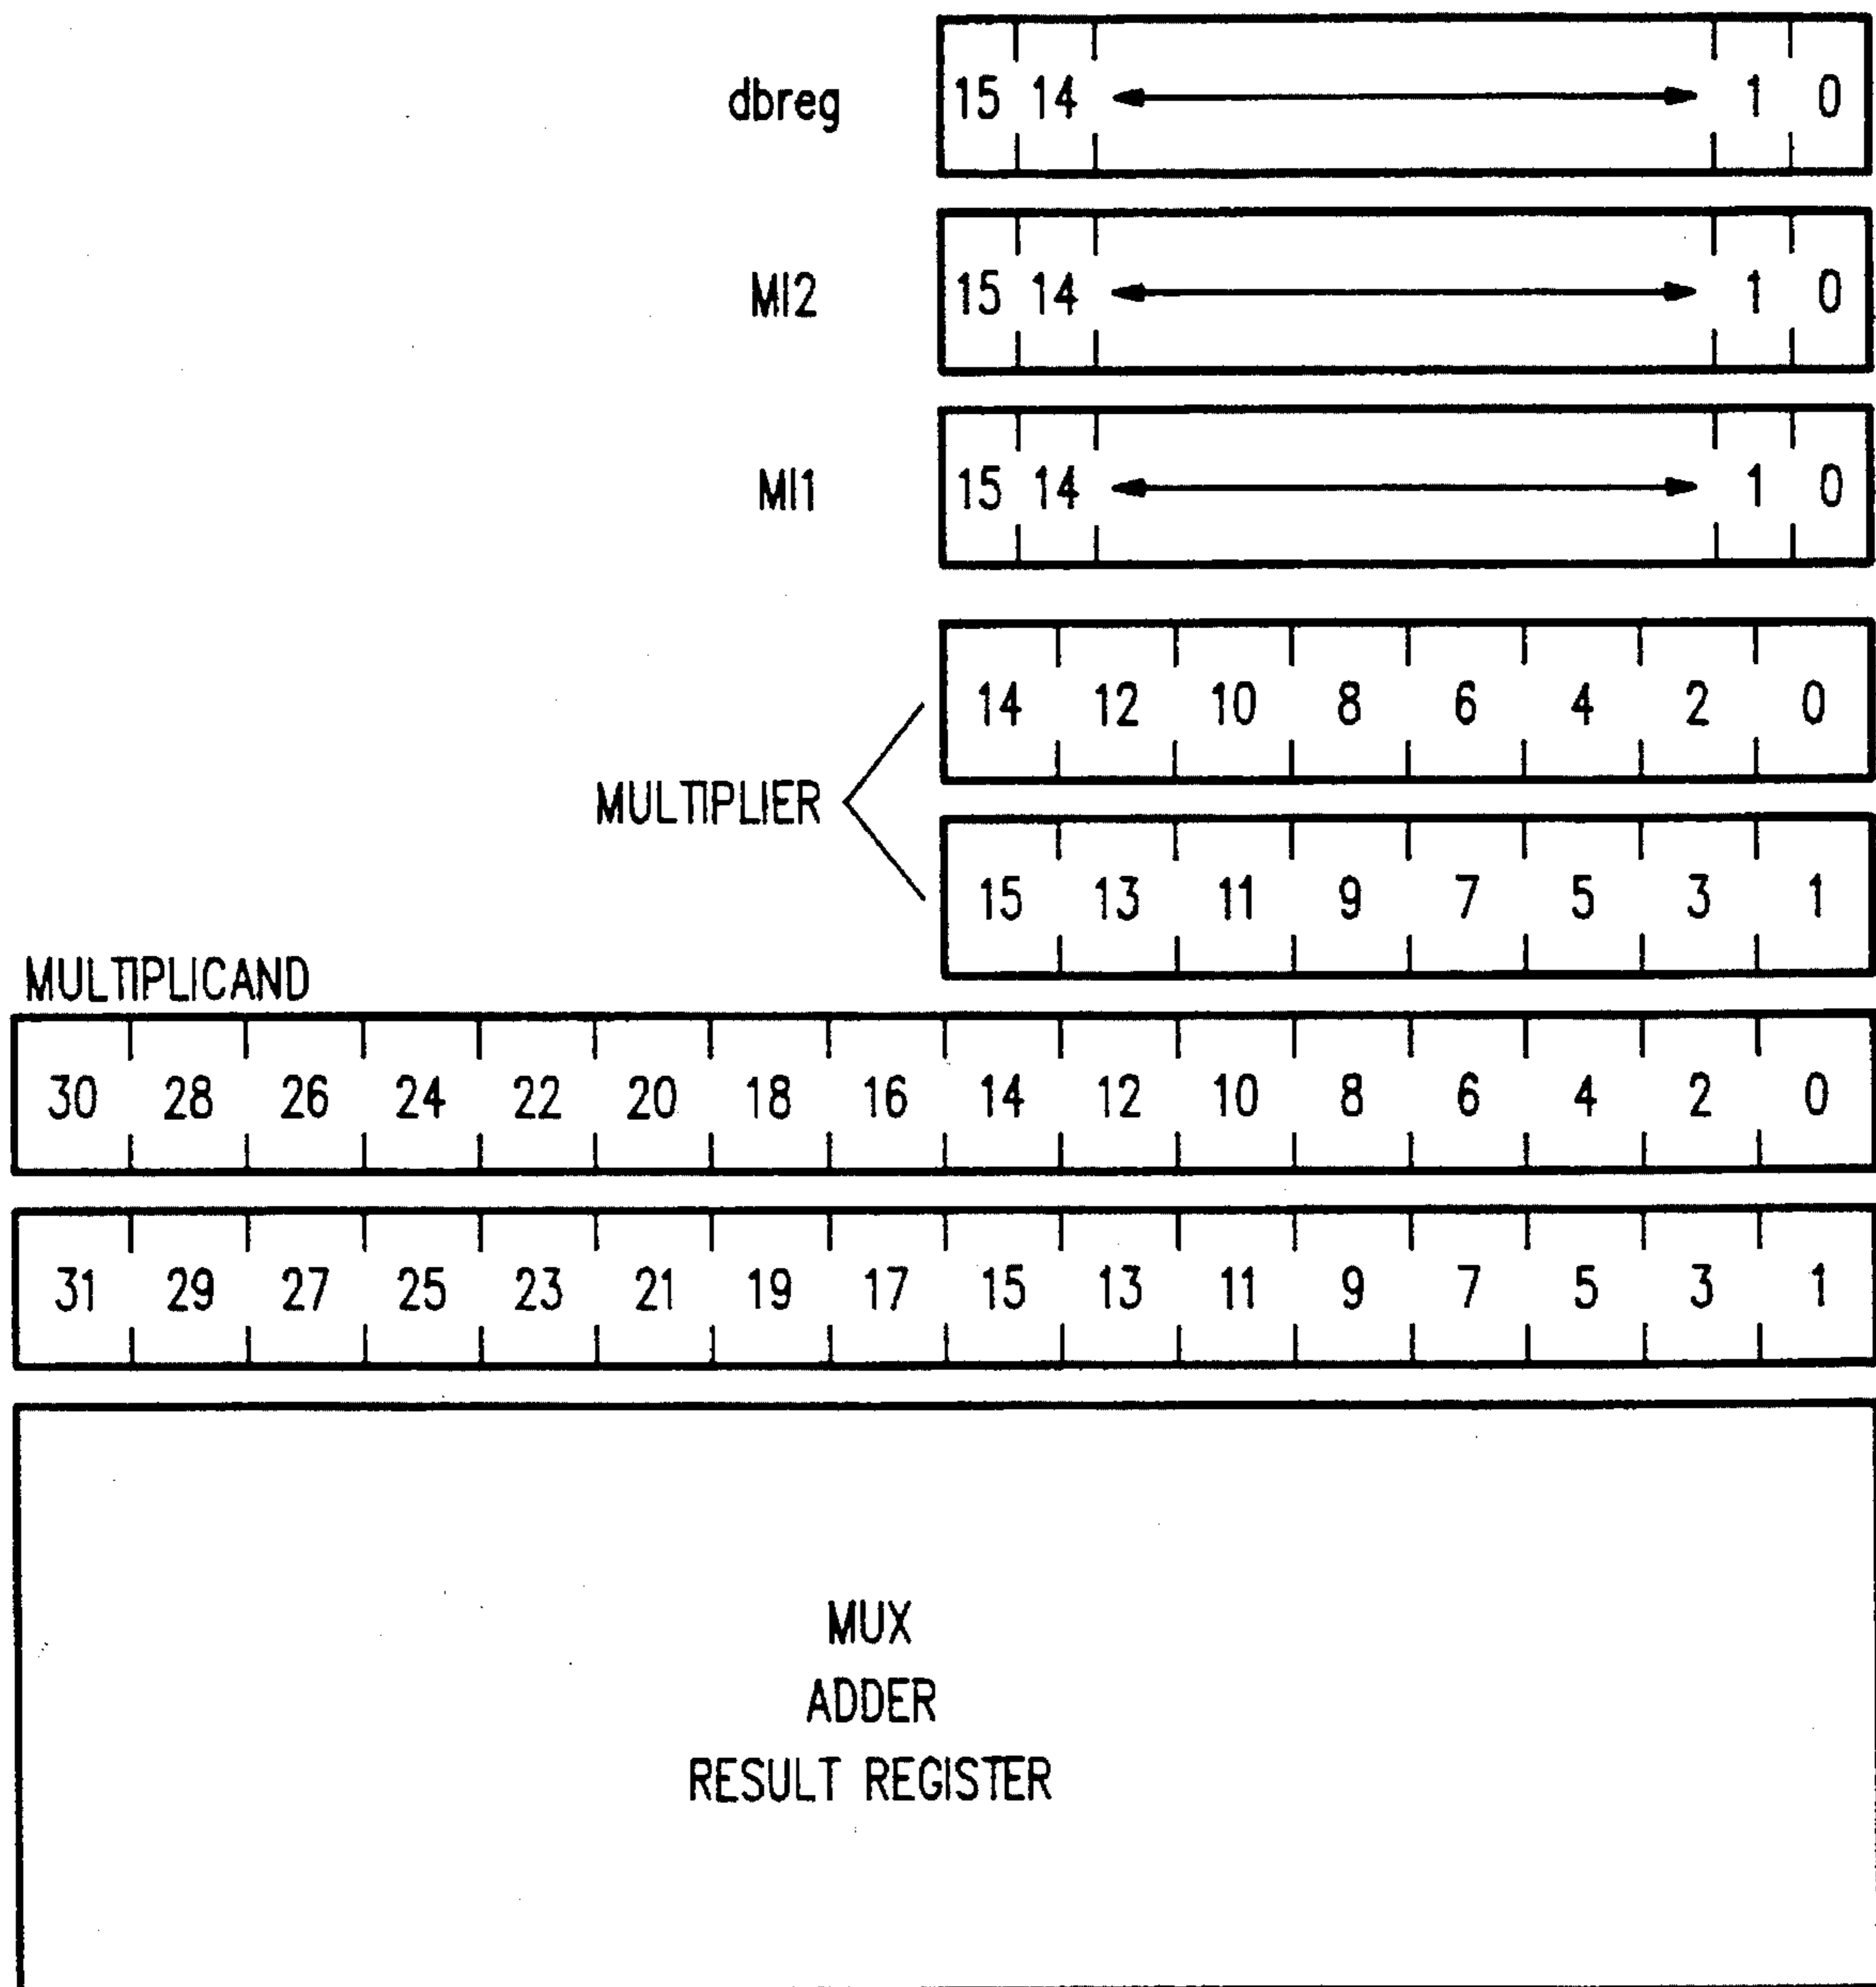 dbreg 15 14 1 0
MI2 15 14 1 0
MI1 15 14 1 0
14 12 10 8 6 4 2 0
MULTIPLIER
15 13 11 9 7 5 3 1
MULTIPLICAND
30 28 26 24 22 20 18 16 14 12 10 8 6 4 2 0
31 29 27 25 23 21 19 17 15 13 11 9 7 5 3 1
MUX
ADDER
RESULT REGISTER